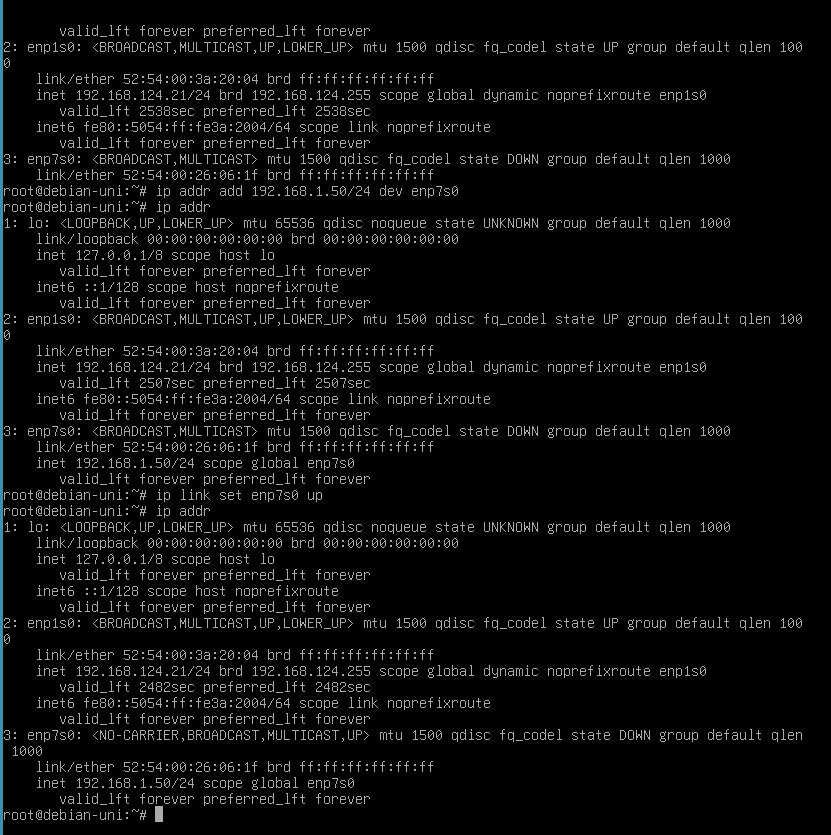 valid_lft forever preferred_lft forever
2: enp1s0: <BROADCAST,MULTICAST,UP,LOWER_UP> mtu 1500 qdisc fq_codel state UP group default qlen 100
0
link/ether 52:54:00:3a:20:04 brd ff:ff:ff:ff:ff:ff
inet 192.168.124.21/24 brd 192.168.124.255 scope global dynamic noprefixroute enp1s0
valid_lft 2538sec preferred_lft 2538sec
inet6 fe80::5054:ff:fe3a:2004/64 scope link noprefixroute
valid_lft forever preferred_lft forever
3: enp7s0: <BROADCAST,MULTICAST> mtu 1500 qdisc fq_codel state DOWN group default qlen 1000
link/ether 52:54:00:26:06:1f brd ff:ff:ff:ff:ff:ff
root@debian-uni:~# ip addr add 192.168.1.50/24 dev enp7s0
root@debian-uni:~# ip addr
1: lo: <LOOPBACK,UP,LOWER_UP> mtu 65536 qdisc noqueue state UNKNOWN group default qlen 1000
link/loopback 00:00:00:00:00:00 brd 00:00:00:00:00:00
inet 127.0.0.1/8 scope host lo
valid_lft forever preferred_lft forever
inet6 ::1/128 scope host noprefixroute
valid_lft forever preferred_lft forever
2: enp1s0: <BROADCAST,MULTICAST,UP,LOWER_UP> mtu 1500 qdisc fq_codel state UP group default qlen 100
0
link/ether 52:54:00:3a:20:04 brd ff:ff:ff:ff:ff:ff
inet 192.168.124.21/24 brd 192.168.124.255 scope global dynamic noprefixroute enp1s0
valid_lft 2507sec preferred_lft 2507sec
inet6 fe80::5054:ff:fe3a:2004/64 scope link noprefixroute
valid_lft forever preferred_lft forever
3: enp7s0: <BROADCAST,MULTICAST> mtu 1500 qdisc fq_codel state DOWN group default qlen 1000
link/ether 52:54:00:26:06:1f brd ff:ff:ff:ff:ff:ff
inet 192.168.1.50/24 scope global enp7s0
valid_lft forever preferred_lft forever
root@debian-uni:~# ip link set enp7s0 up
root@debian-uni:~# ip addr
1: lo: <LOOPBACK,UP,LOWER_UP> mtu 65536 qdisc noqueue state UNKNOWN group default qlen 1000
link/loopback 00:00:00:00:00:00 brd 00:00:00:00:00:00
inet 127.0.0.1/8 scope host lo
valid_lft forever preferred_lft forever
inet6 ::1/128 scope host noprefixroute
valid_lft forever preferred_lft forever
2: enp1s0: <BROADCAST,MULTICAST,UP,LOWER_UP> mtu 1500 qdisc fq_codel state UP group default qlen 100
0
link/ether 52:54:00:3a:20:04 brd ff:ff:ff:ff:ff:ff
inet 192.168.124.21/24 brd 192.168.124.255 scope global dynamic noprefixroute enp1s0
valid_lft 2482sec preferred_lft 2482sec
inet6 fe80::5054:ff:fe3a:2004/64 scope link noprefixroute
valid_lft forever preferred_lft forever
3: enp7s0: <NO-CARRIER,BROADCAST,MULTICAST,UP> mtu 1500 qdisc fq_codel state DOWN group default qlen
1000
link/ether 52:54:00:26:06:1f brd ff:ff:ff:ff:ff:ff
inet 192.168.1.50/24 scope global enp7s0
valid_lft forever preferred_lft forever
root@debian-uni:~#